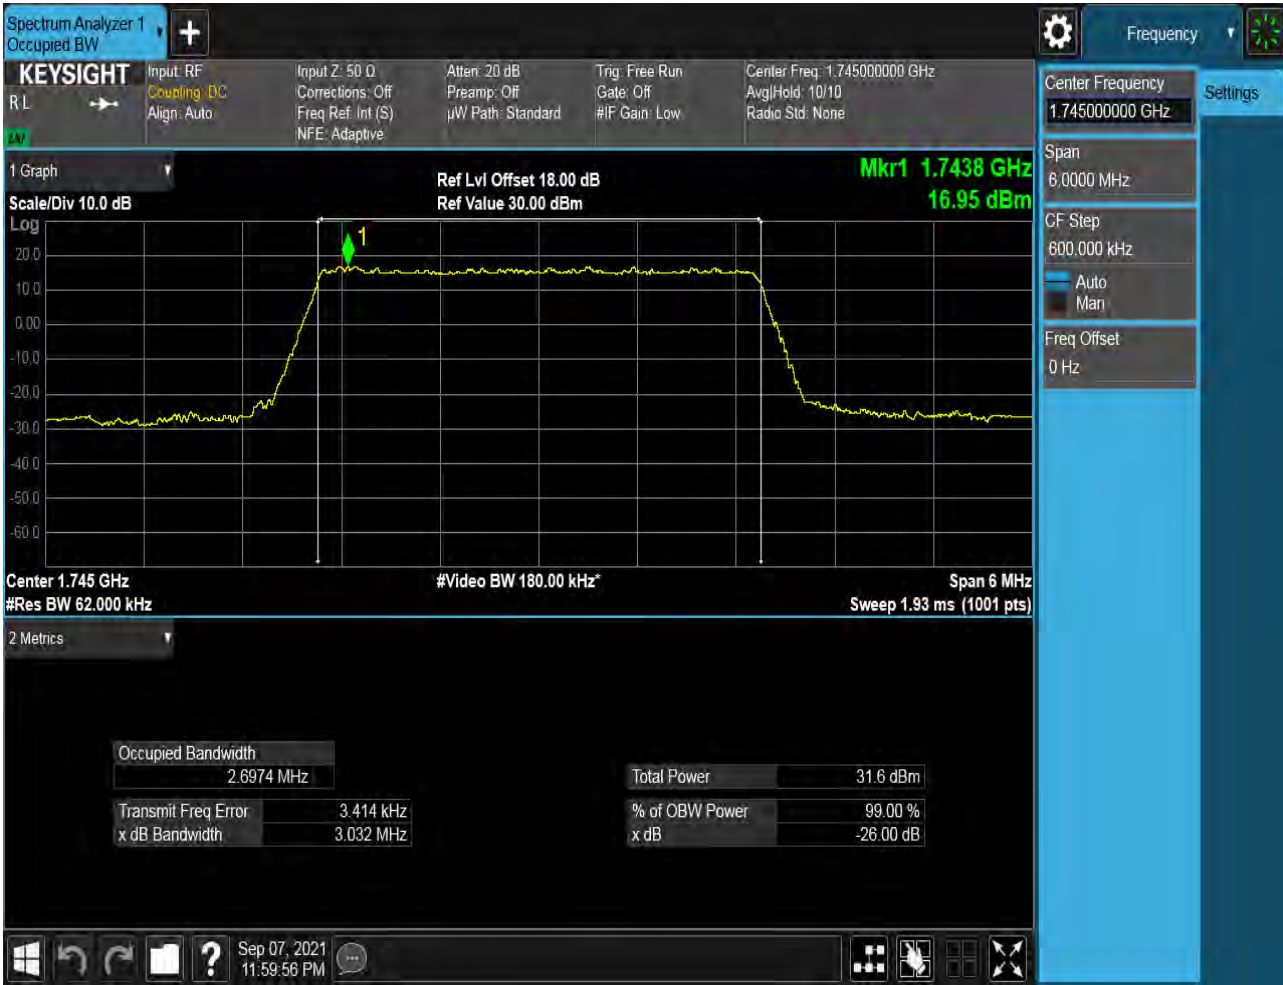 Spectrum Analyzer 1
Occupied BW
Frequency
KEYSIGHT
R L
Input: RF
Coupling: DC
Align: Auto
Input Z: 50 Ω
Corrections: Off
Freq Ref: Int (S)
NFE: Adaptive
Atten: 20 dB
Preamp: Off
µW Path: Standard
Trig: Free Run
Gate: Off
#IF Gain: Low
Center Freq: 1.745000000 GHz
Avg|Hold: 10/10
Radio Std: None
Center Frequency
1.745000000 GHz
Settings
Span
6.0000 MHz
CF Step
600.000 kHz
Auto
Man
Freq Offset
0 Hz
1 Graph
Scale/Div 10.0 dB
Ref Lvl Offset 18.00 dB
Ref Value 30.00 dBm
Mkr1 1.7438 GHz
16.95 dBm
Log
1
20.0
10.0
0.00
-10.0
-20.0
-30.0
-40.0
-50.0
-60.0
Center 1.745 GHz
#Video BW 180.00 kHz*
Span 6 MHz
#Res BW 62.000 kHz
Sweep 1.93 ms (1001 pts)
2 Metrics
Occupied Bandwidth
2.6974 MHz
Total Power 31.6 dBm
Transmit Freq Error 3.414 kHz
% of OBW Power 99.00 %
x dB Bandwidth 3.032 MHz
x dB -26.00 dB
?
Sep 07, 2021
11:59:56 PM